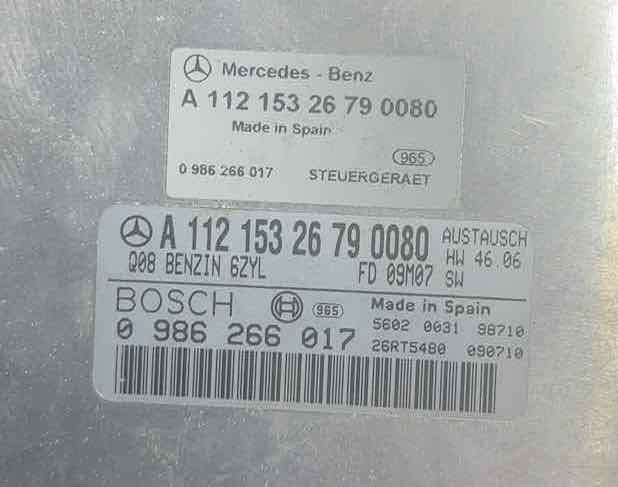 Mercedes - Benz
A 112 153 26 79 0080
Made in Spain
965
0 986 266 017 STEUERGERAET
A 112 153 26 79 0080 AUSTAUSCH
HW 46.06
Q08 BENZIN 6ZYL FD 09M07 SW
BOSCH 965 Made in Spain
5602 0031 98710
0 986 266 017
26RT5480 090710